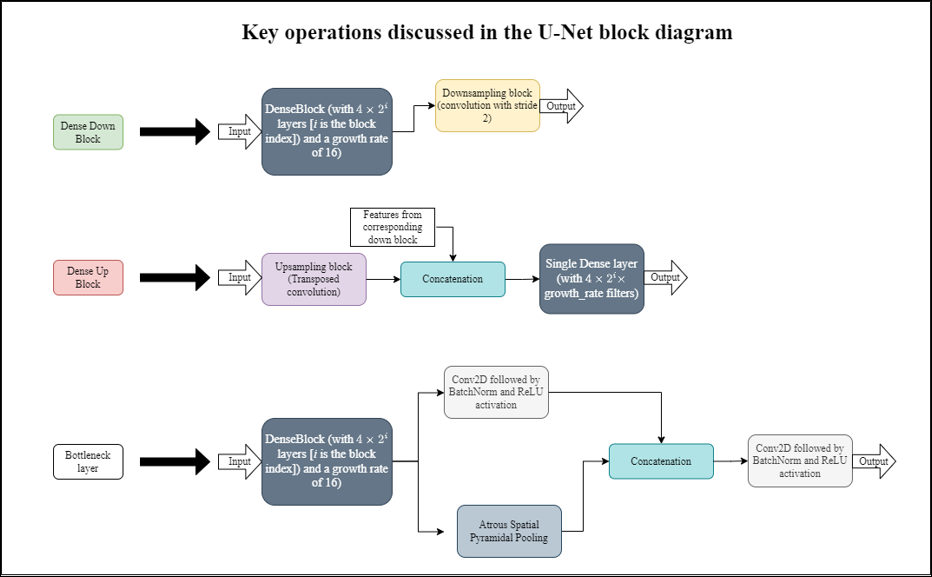 Key operations discussed in the U-Net block diagram
Dense Down
Block
Input
DenseBlock (with 4 × 2^i
layers [i is the block
index]) and a growth rate
of 16)
Downsampling block
(convolution with stride
2)
Output
Features from
corresponding
down block
Dense Up
Block
Input
Upsampling block
(Transposed
convolution)
Concatenation
Single Dense layer
(with 4 × 2^i ×
growth_rate filters)
Output
Conv2D followed by
BatchNorm and ReLU
activation
Bottleneck
layer
Input
DenseBlock (with 4 × 2^i
layers [i is the block
index]) and a growth rate
of 16)
Concatenation
Conv2D followed by
BatchNorm and ReLU
activation
Output
Atrous Spatial
Pyramidal Pooling